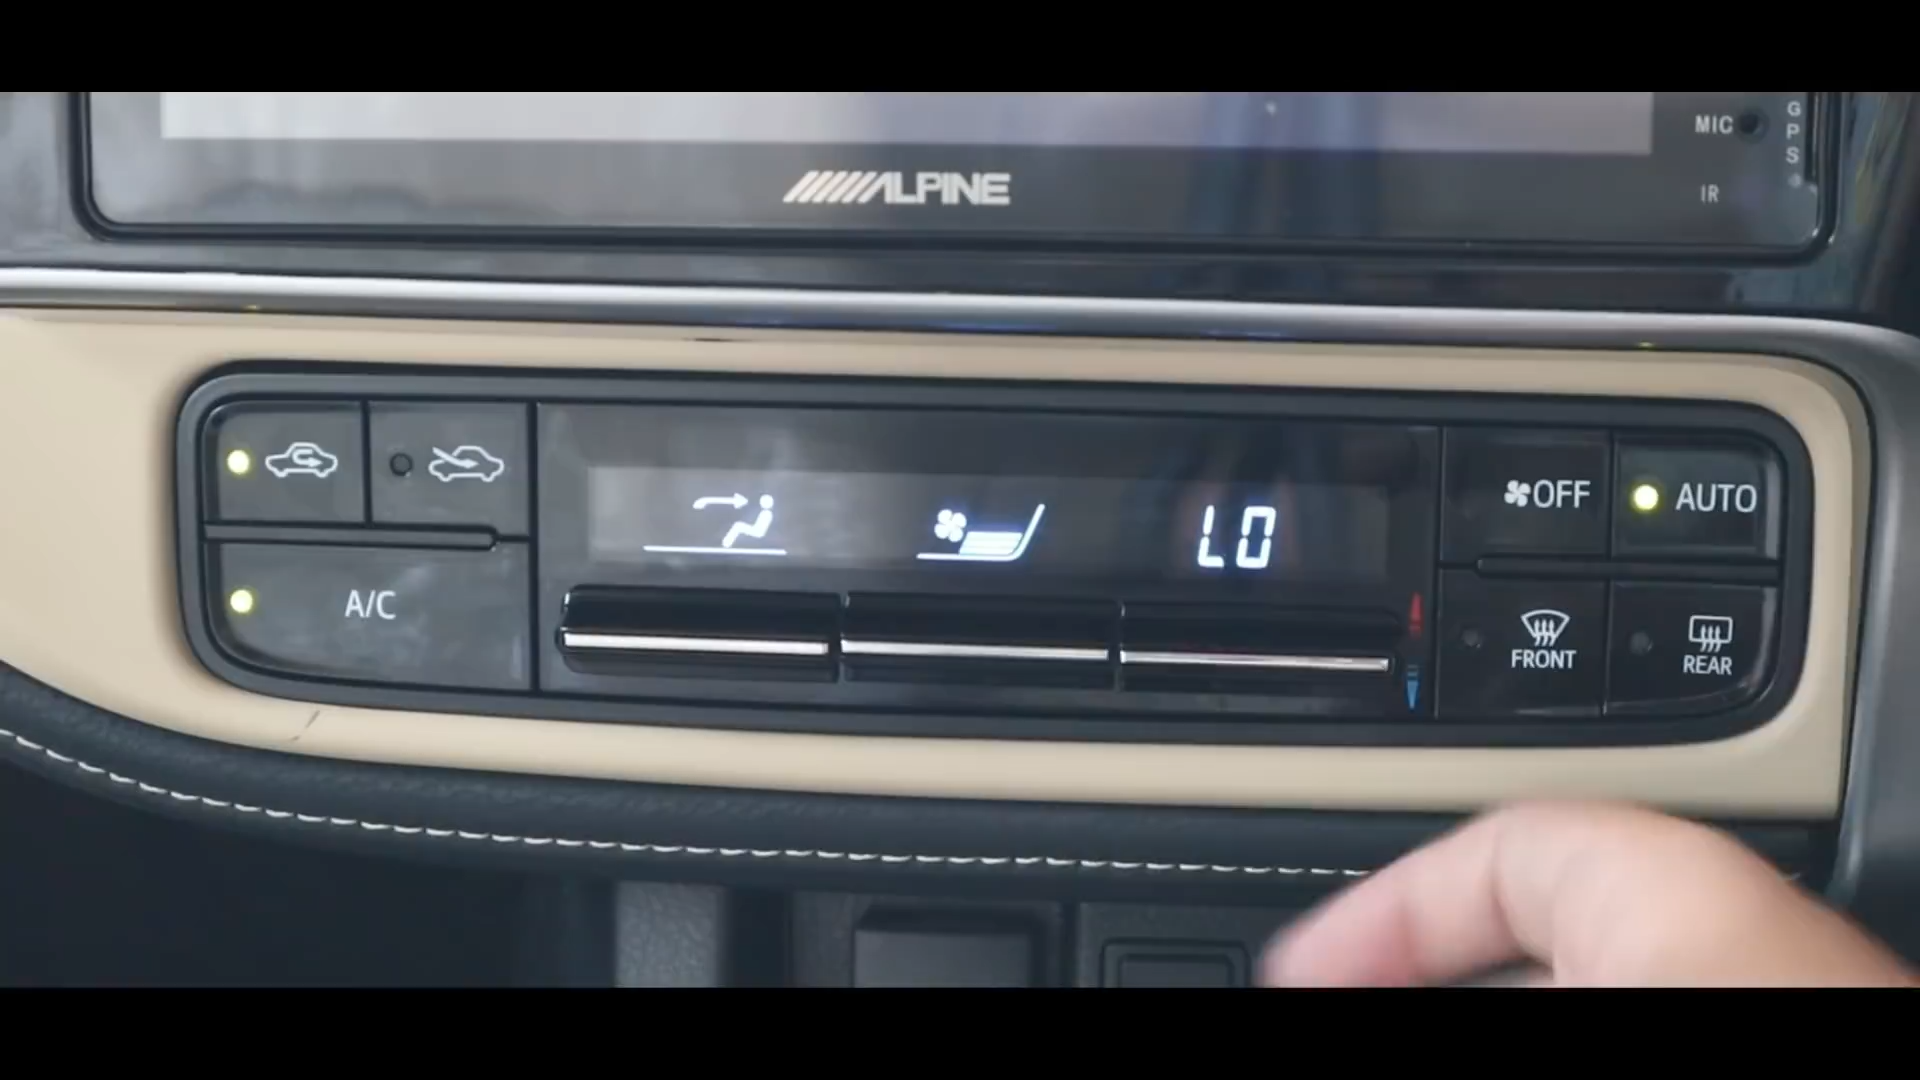 MIC
GPS
ALPINE
IR
LO
OFF
AUTO
A/C
FRONT
REAR